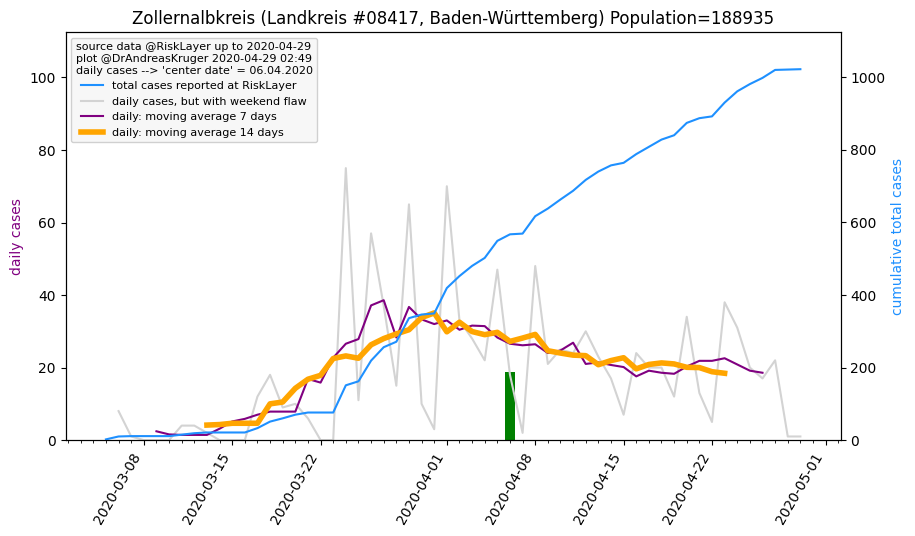 Zollernalbkreis (Landkreis #08417, Baden-Württemberg) Population=188935
source data @RiskLayer up to 2020-04-29
plot @DrAndreasKruger 2020-04-29 02:49
daily cases --> 'center date' = 06.04.2020
total cases reported at RiskLayer
daily cases, but with weekend flaw
daily: moving average 7 days
daily: moving average 14 days
daily cases
100
80
60
40
20
0
1000
800
600
400
200
0
cumulative total cases
2020-03-08
2020-03-15
2020-03-22
2020-04-01
2020-04-08
2020-04-15
2020-04-22
2020-05-01